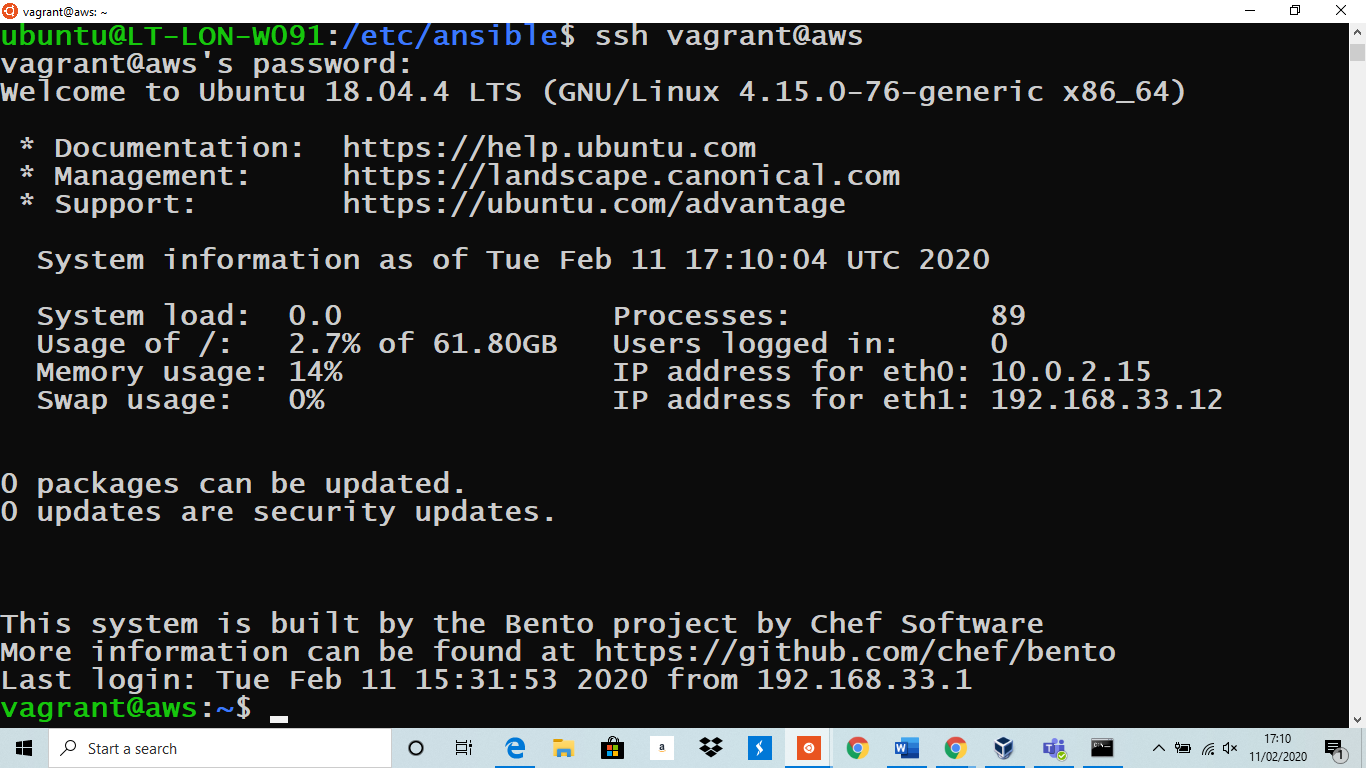 vagrant@aws: ~
ubuntu@LT-LON-W091:/etc/ansible$ ssh vagrant@aws
vagrant@aws's password:
Welcome to Ubuntu 18.04.4 LTS (GNU/Linux 4.15.0-76-generic x86_64)
* Documentation: https://help.ubuntu.com
* Management: https://landscape.canonical.com
* Support: https://ubuntu.com/advantage
System information as of Tue Feb 11 17:10:04 UTC 2020
System load: 0.0 Processes: 89
Usage of /: 2.7% of 61.80GB Users logged in: 0
Memory usage: 14% IP address for eth0: 10.0.2.15
Swap usage: 0% IP address for eth1: 192.168.33.12
0 packages can be updated.
0 updates are security updates.
This system is built by the Bento project by Chef Software
More information can be found at https://github.com/chef/bento
Last login: Tue Feb 11 15:31:53 2020 from 192.168.33.1
vagrant@aws:~$
Start a search
a
17:10
11/02/2020
1